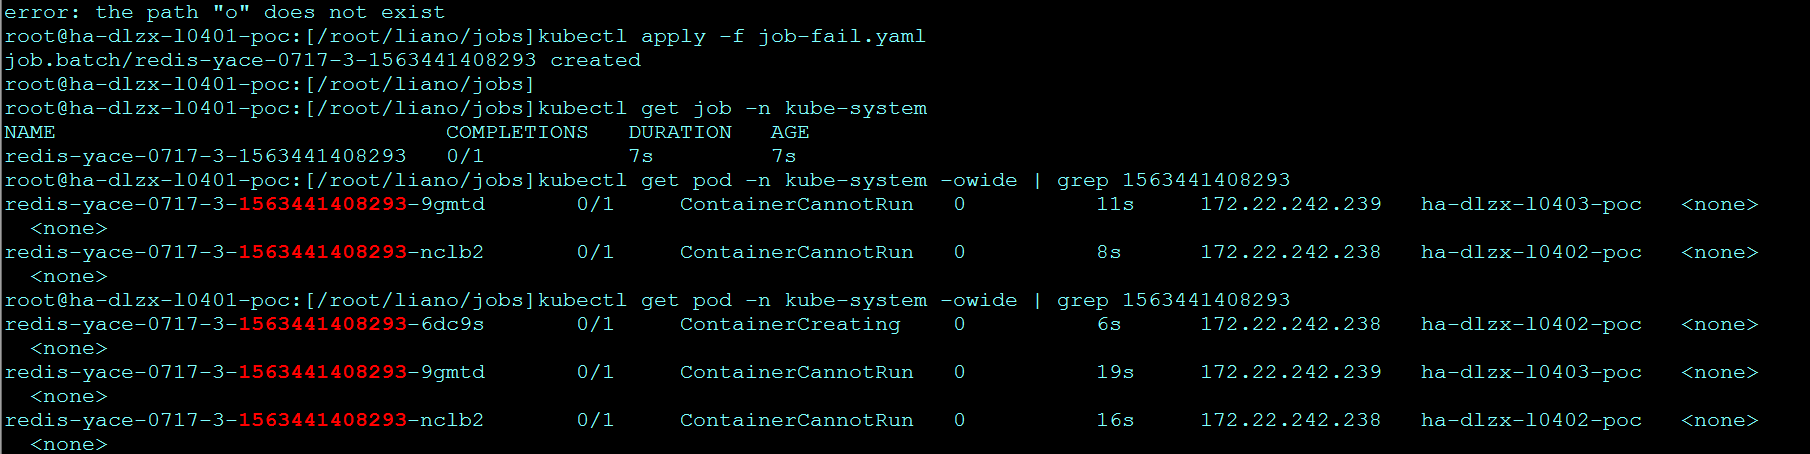 error: the path "o" does not exist
root@ha-dlzx-l0401-poc:[/root/liano/jobs]kubectl apply -f job-fail.yaml
job.batch/redis-yace-0717-3-1563441408293 created
root@ha-dlzx-l0401-poc:[/root/liano/jobs]
root@ha-dlzx-l0401-poc:[/root/liano/jobs]kubectl get job -n kube-system
NAME                                COMPLETIONS   DURATION   AGE
redis-yace-0717-3-1563441408293   0/1           7s         7s
root@ha-dlzx-l0401-poc:[/root/liano/jobs]kubectl get pod -n kube-system -owide | grep 1563441408293
redis-yace-0717-3-1563441408293-9gmtd       0/1     ContainerCannotRun   0          11s     172.22.242.239   ha-dlzx-l0403-poc   <none>
  <none>
redis-yace-0717-3-1563441408293-nclb2       0/1     ContainerCannotRun   0          8s      172.22.242.238   ha-dlzx-l0402-poc   <none>
  <none>
root@ha-dlzx-l0401-poc:[/root/liano/jobs]kubectl get pod -n kube-system -owide | grep 1563441408293
redis-yace-0717-3-1563441408293-6dc9s       0/1     ContainerCreating    0          6s      172.22.242.238   ha-dlzx-l0402-poc   <none>
  <none>
redis-yace-0717-3-1563441408293-9gmtd       0/1     ContainerCannotRun   0          19s     172.22.242.239   ha-dlzx-l0403-poc   <none>
  <none>
redis-yace-0717-3-1563441408293-nclb2       0/1     ContainerCannotRun   0          16s     172.22.242.238   ha-dlzx-l0402-poc   <none>
  <none>